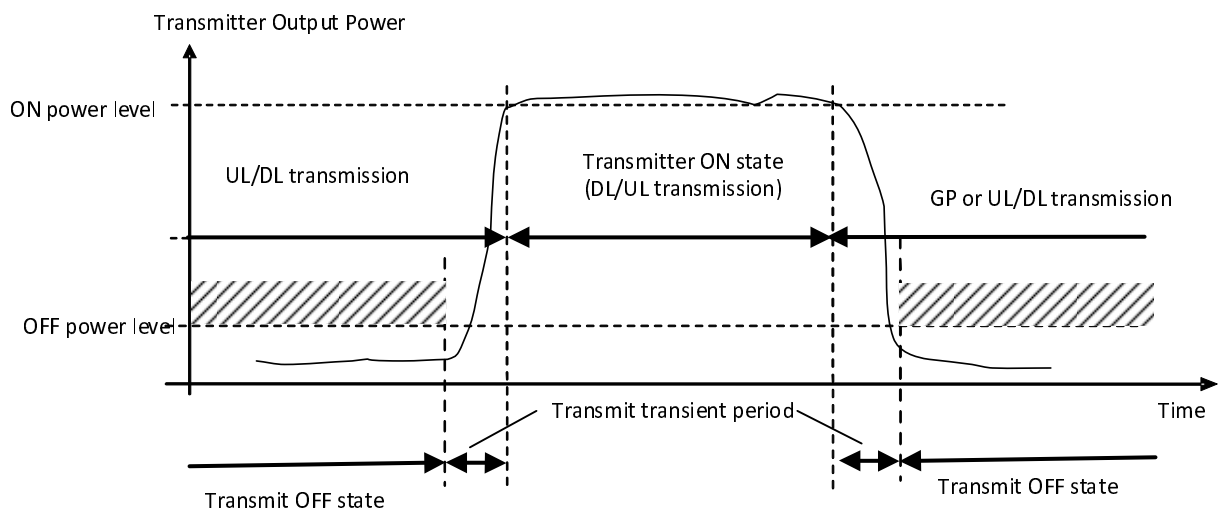 Transmitter Output Power
ON power level
UL/DL transmission
Transmitter ON state
(DL/UL transmission)
GP or UL/DL transmission
OFF power level
Transmit transient period
Time
Transmit OFF state
Transmit OFF state